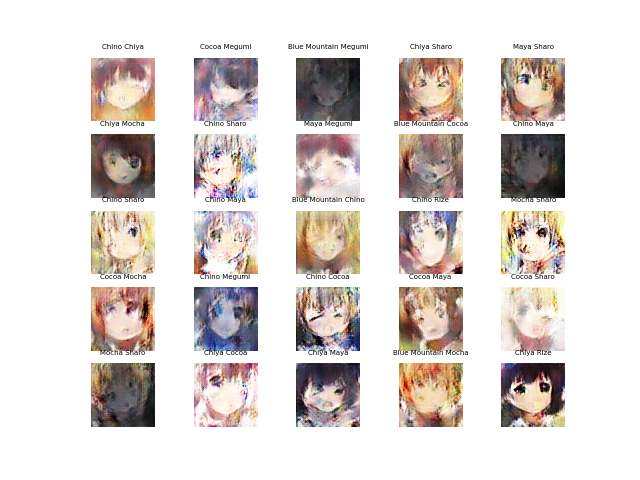 Chino Chiya
Cocoa Megumi
Blue Mountain Megumi
Chiya Sharo
Maya Sharo
Chiya Mocha
Chino Sharo
Maya Megumi
Blue Mountain Cocoa
Chino Maya
Chino Sharo
Chino Maya
Blue Mountain Chino
Chino Rize
Mocha Sharo
Cocoa Mocha
Chino Megumi
Chino Cocoa
Cocoa Maya
Cocoa Sharo
Mocha Sharo
Chiya Cocoa
Chiya Maya
Blue Mountain Mocha
Chiya Rize